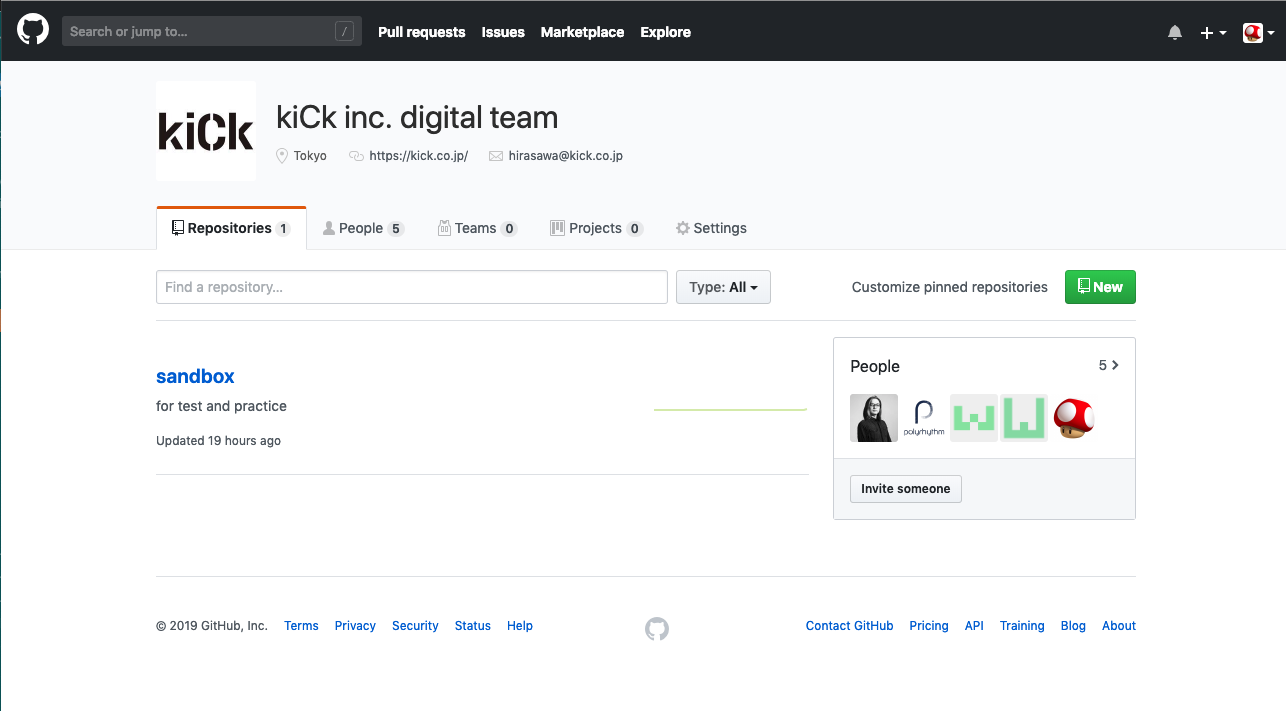 Search or jump to... / Pull requests Issues Marketplace Explore
kiCk
kiCk inc. digital team
Tokyo https://kick.co.jp/ hirasawa@kick.co.jp
Repositories 1 People 5 Teams 0 Projects 0 Settings
Find a repository... Type: All Customize pinned repositories New
sandbox
for test and practice
Updated 19 hours ago
People 5
polyrhythm
Invite someone
© 2019 GitHub, Inc. Terms Privacy Security Status Help Contact GitHub Pricing API Training Blog About